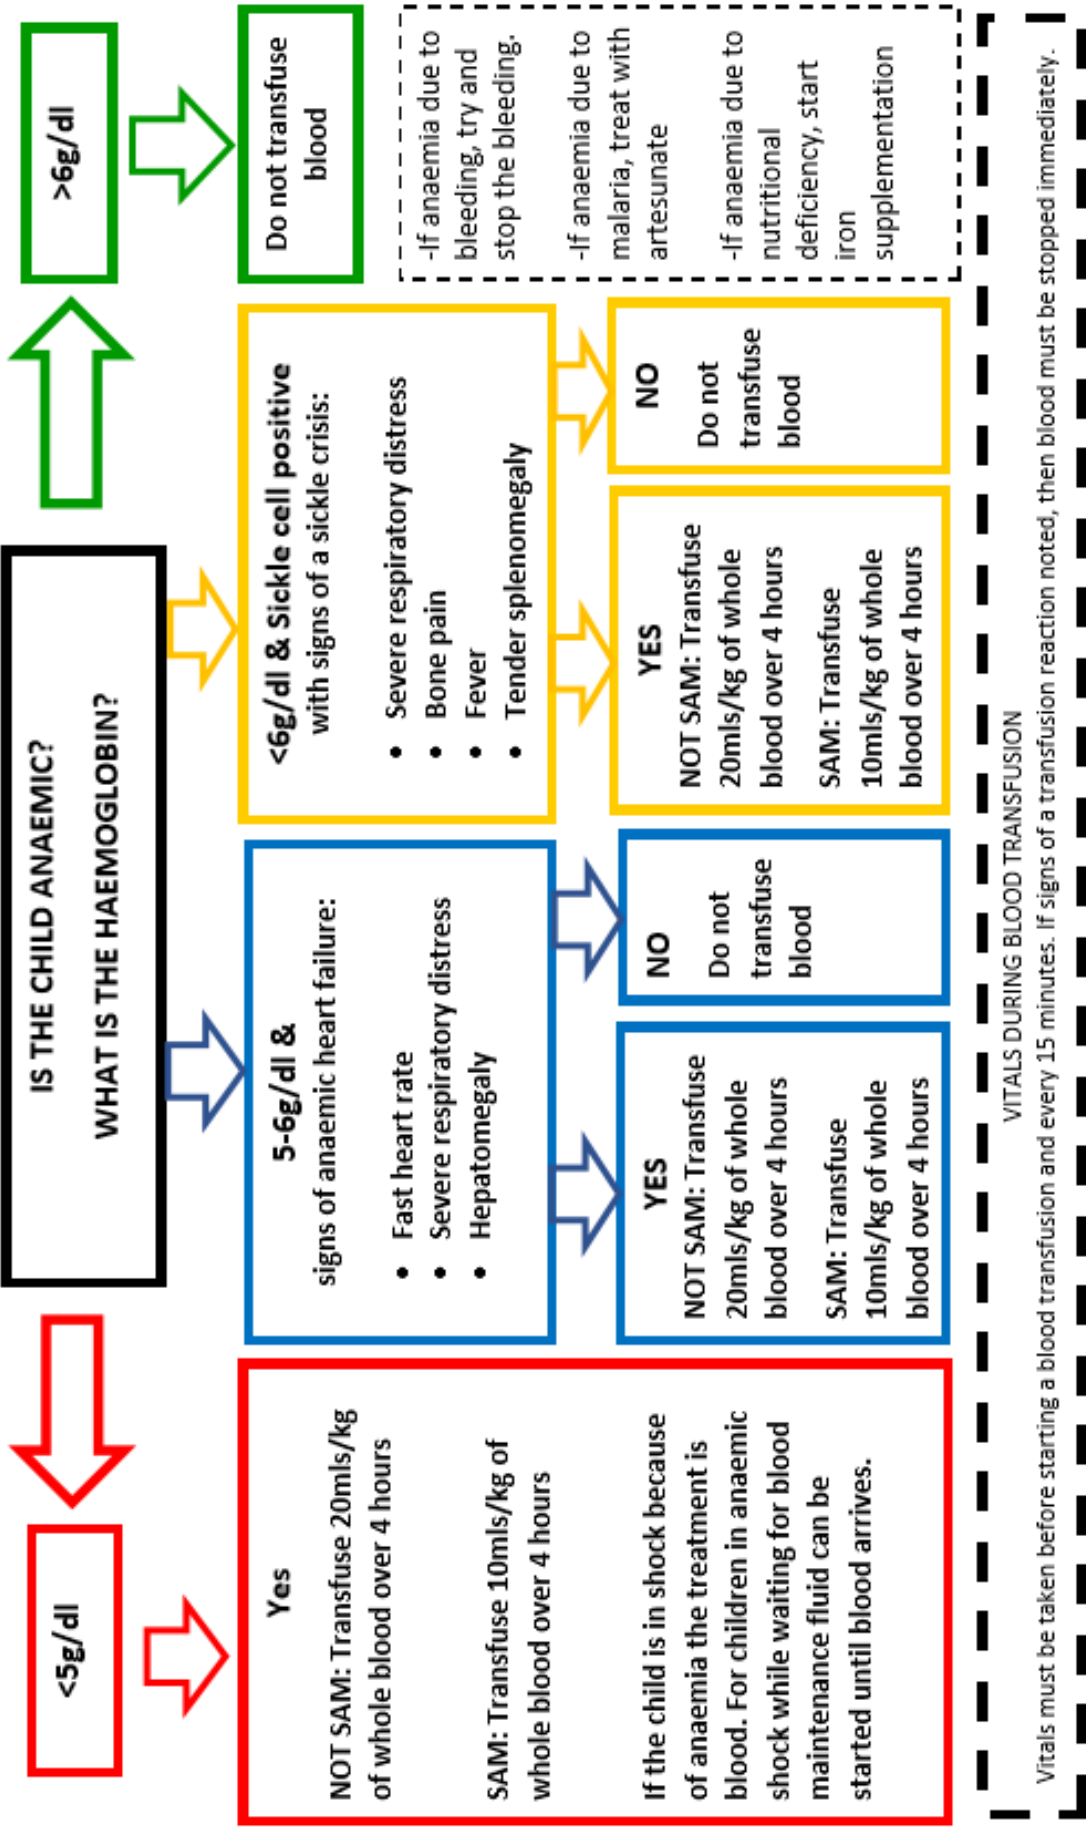 IS THE CHILD ANAEMIC?
WHAT IS THE HAEMOGLOBIN?
<5g/dl
Yes
NOT SAM: Transfuse 20mls/kg
of whole blood over 4 hours
SAM: Transfuse 10mls/kg of
whole blood over 4 hours
If the child is in shock because
of anaemia the treatment is
blood. For children in anaemic
shock while waiting for blood
maintenance fluid can be
started until blood arrives.
5-6g/dl &
signs of anaemic heart failure:
• Fast heart rate
• Severe respiratory distress
• Hepatomegaly
YES
NOT SAM: Transfuse
20mls/kg of whole
blood over 4 hours
SAM: Transfuse
10mls/kg of whole
blood over 4 hours
NO
Do not
transfuse
blood
<6g/dl & Sickle cell positive
with signs of a sickle crisis:
• Severe respiratory distress
• Bone pain
• Fever
• Tender splenomegaly
YES
NOT SAM: Transfuse
20mls/kg of whole
blood over 4 hours
SAM: Transfuse
10mls/kg of whole
blood over 4 hours
NO
Do not
transfuse
blood
>6g/dl
Do not transfuse
blood
-If anaemia due to
bleeding, try and
stop the bleeding.
-If anaemia due to
malaria, treat with
artesunate
-If anaemia due to
nutritional
deficiency, start
iron
supplementation
VITALS DURING BLOOD TRANSFUSION
Vitals must be taken before starting a blood transfusion and every 15 minutes. If signs of a transfusion reaction noted, then blood must be stopped immediately.